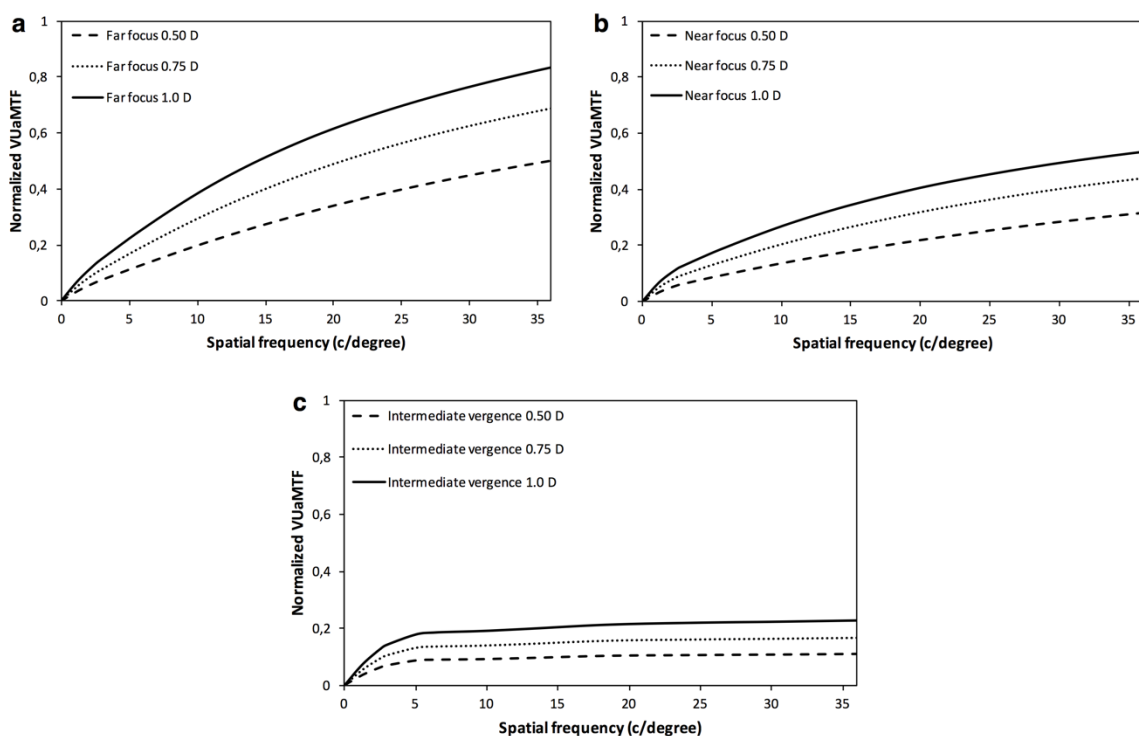 a
Normalized VUaMTF
1
0,8
0,6
0,4
0,2
0
Far focus 0.50 D
Far focus 0.75 D
Far focus 1.0 D
0 5 10 15 20 25 30 35
Spatial frequency (c/degree)
b
Normalized VUaMTF
1
0,8
0,6
0,4
0,2
0
Near focus 0.50 D
Near focus 0.75 D
Near focus 1.0 D
0 5 10 15 20 25 30 35
Spatial frequency (c/degree)
c
Normalized VUaMTF
1
0,8
0,6
0,4
0,2
0
Intermediate vergence 0.50 D
Intermediate vergence 0.75 D
Intermediate vergence 1.0 D
0 5 10 15 20 25 30 35
Spatial frequency (c/degree)